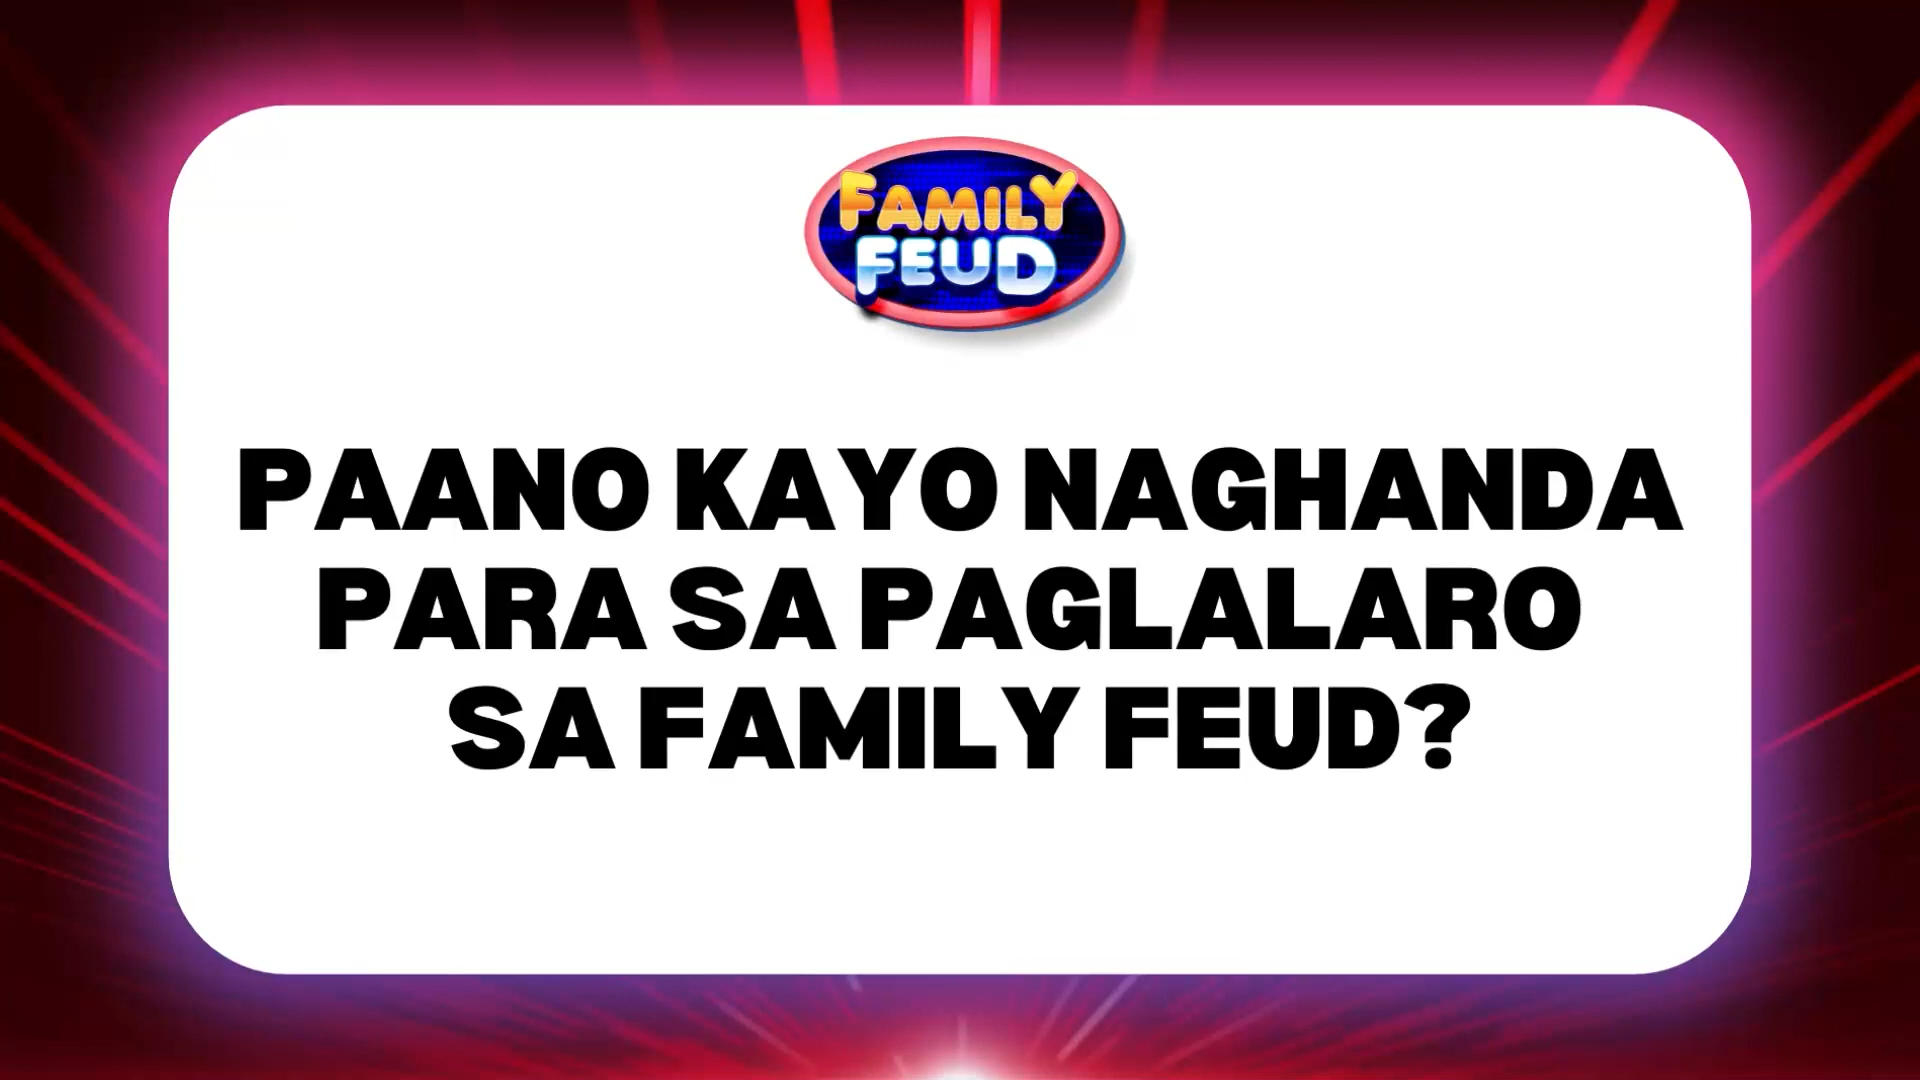 FAMILY
FEUD
PAANO KAYO NAGHANDA
PARA SA PAGLALARO
SA FAMILY FEUD?